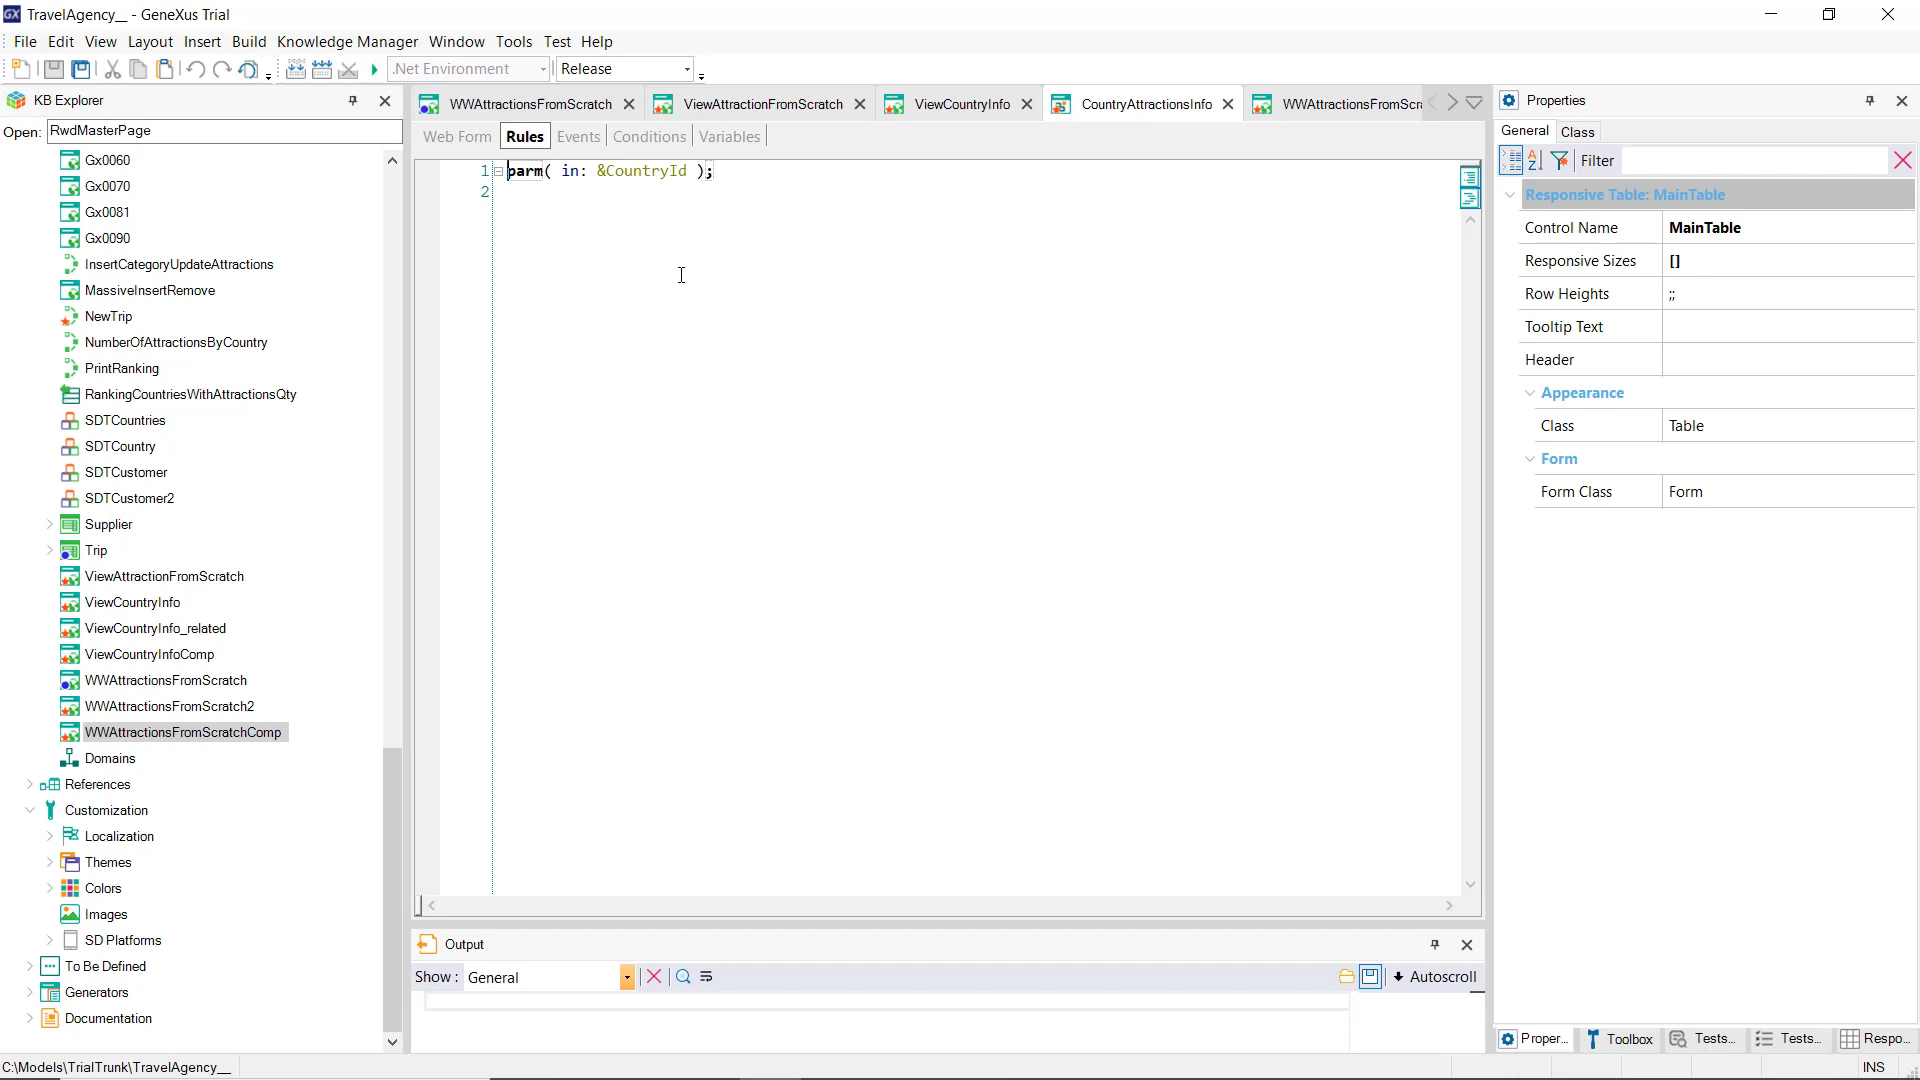 TravelAgency__ - GeneXus Trial
File Edit View Layout Insert Build Knowledge Manager Window Tools Test Help
.Net Environment Release
KB Explorer
Open: RwdMasterPage
Gx0060
Gx0070
Gx0081
Gx0090
InsertCategoryUpdateAttractions
MassiveInsertRemove
NewTrip
NumberOfAttractionsByCountry
PrintRanking
RankingCountriesWithAttractionsQty
SDTCountries
SDTCountry
SDTCustomer
SDTCustomer2
Supplier
Trip
ViewAttractionFromScratch
ViewCountryInfo
ViewCountryInfo_related
ViewCountryInfoComp
WWAttractionsFromScratch
WWAttractionsFromScratch2
WWAttractionsFromScratchComp
Domains
References
Customization
Localization
Themes
Colors
Images
SD Platforms
To Be Defined
Generators
Documentation
WWAttractionsFromScratch ViewAttractionFromScratch ViewCountryInfo CountryAttractionsInfo WWAttractionsFromScr
Web Form Rules Events Conditions Variables
1 parm( in: &CountryId );
2
Output
Show : General Autoscroll
Properties
General Class
Filter
Responsive Table: MainTable
Control Name MainTable
Responsive Sizes []
Row Heights ;;
Tooltip Text
Header
Appearance
Class Table
Form
Form Class Form
Proper... Toolbox Tests... Tests... Respo...
C:\Models\TrialTrunk\TravelAgency__ INS